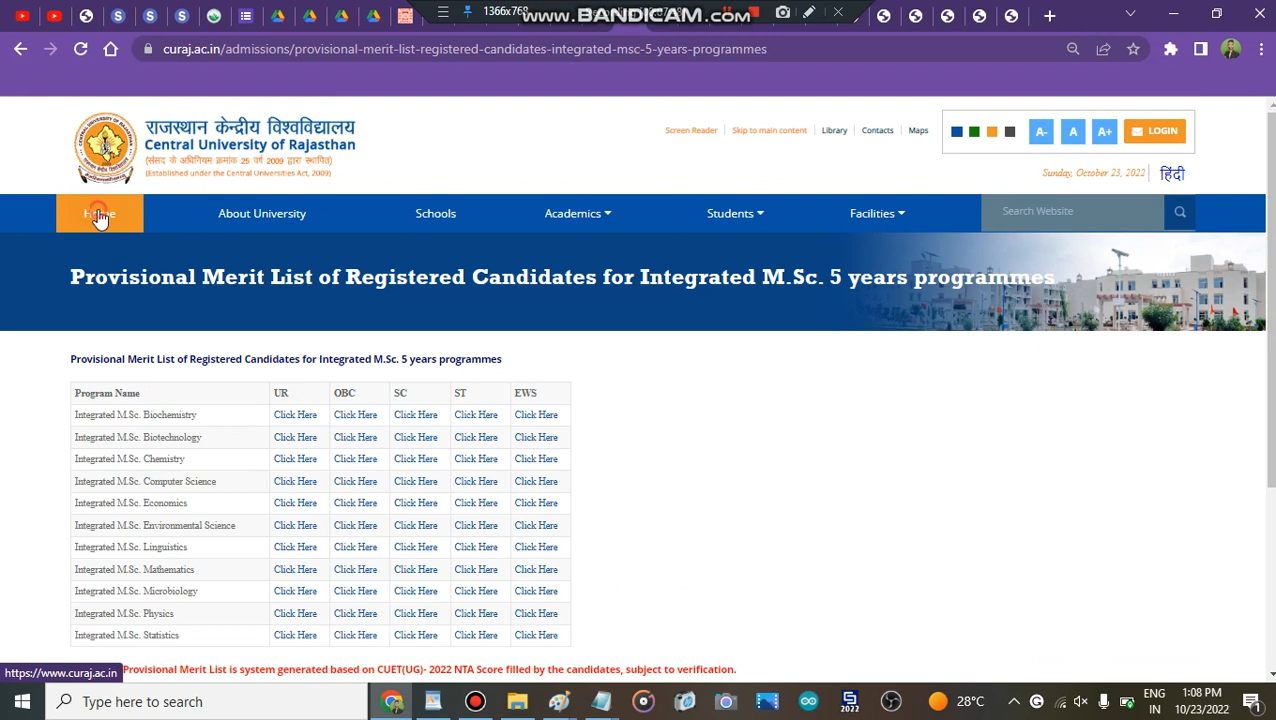 1366x768
www.BANDICAM.com
curaj.ac.in/admissions/provisional-merit-list-registered-candidates-integrated-msc-5-years-programmes
राजस्थान केन्द्रीय विश्वविद्यालय
Central University of Rajasthan
(संसद के अधिनियम क्रमांक 25 वर्ष 2009 द्वारा स्थापित)
(Established under the Central Universities Act, 2009)
Screen Reader Skip to main content Library Contacts Maps
A- A A+ LOGIN
Sunday, October 23, 2022 हिंदी
Home About University Schools Academics Students Facilities Search Website
Provisional Merit List of Registered Candidates for Integrated M.Sc. 5 years programmes
Provisional Merit List of Registered Candidates for Integrated M.Sc. 5 years programmes
Program Name UR OBC SC ST EWS
Integrated M.Sc. Biochemistry Click Here Click Here Click Here Click Here Click Here
Integrated M.Sc. Biotechnology Click Here Click Here Click Here Click Here Click Here
Integrated M.Sc. Chemistry Click Here Click Here Click Here Click Here Click Here
Integrated M.Sc. Computer Science Click Here Click Here Click Here Click Here Click Here
Integrated M.Sc. Economics Click Here Click Here Click Here Click Here Click Here
Integrated M.Sc. Environmental Science Click Here Click Here Click Here Click Here Click Here
Integrated M.Sc. Linguistics Click Here Click Here Click Here Click Here Click Here
Integrated M.Sc. Mathematics Click Here Click Here Click Here Click Here Click Here
Integrated M.Sc. Microbiology Click Here Click Here Click Here Click Here Click Here
Integrated M.Sc. Physics Click Here Click Here Click Here Click Here Click Here
Integrated M.Sc. Statistics Click Here Click Here Click Here Click Here Click Here
Provisional Merit List is system generated based on CUET(UG)- 2022 NTA Score filled by the candidates, subject to verification.
https://www.curaj.ac.in
Type here to search
28°C
ENG
IN
1:08 PM
10/23/2022